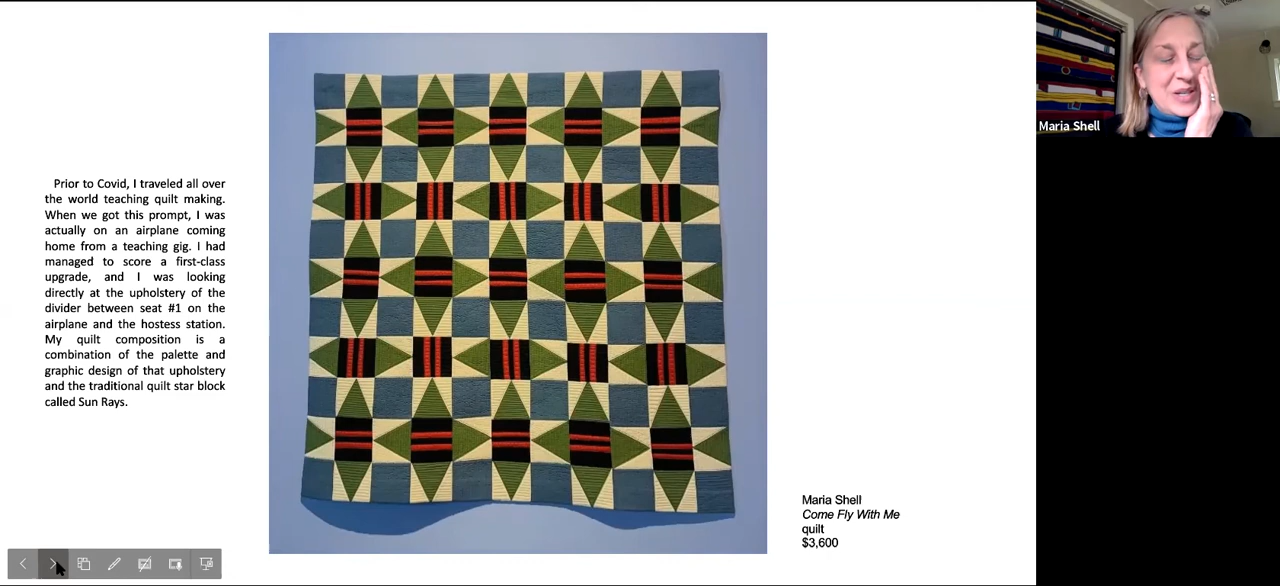 Prior to Covid, I traveled all over
the world teaching quilt making.
When we got this prompt, I was
actually on an airplane coming
home from a teaching gig. I had
managed to score a first-class
upgrade, and I was looking
directly at the upholstery of the
divider between seat #1 on the
airplane and the hostess station.
My quilt composition is a
combination of the palette and
graphic design of that upholstery
and the traditional quilt star block
called Sun Rays.
Maria Shell
Come Fly With Me
quilt
$3,600
Maria Shell